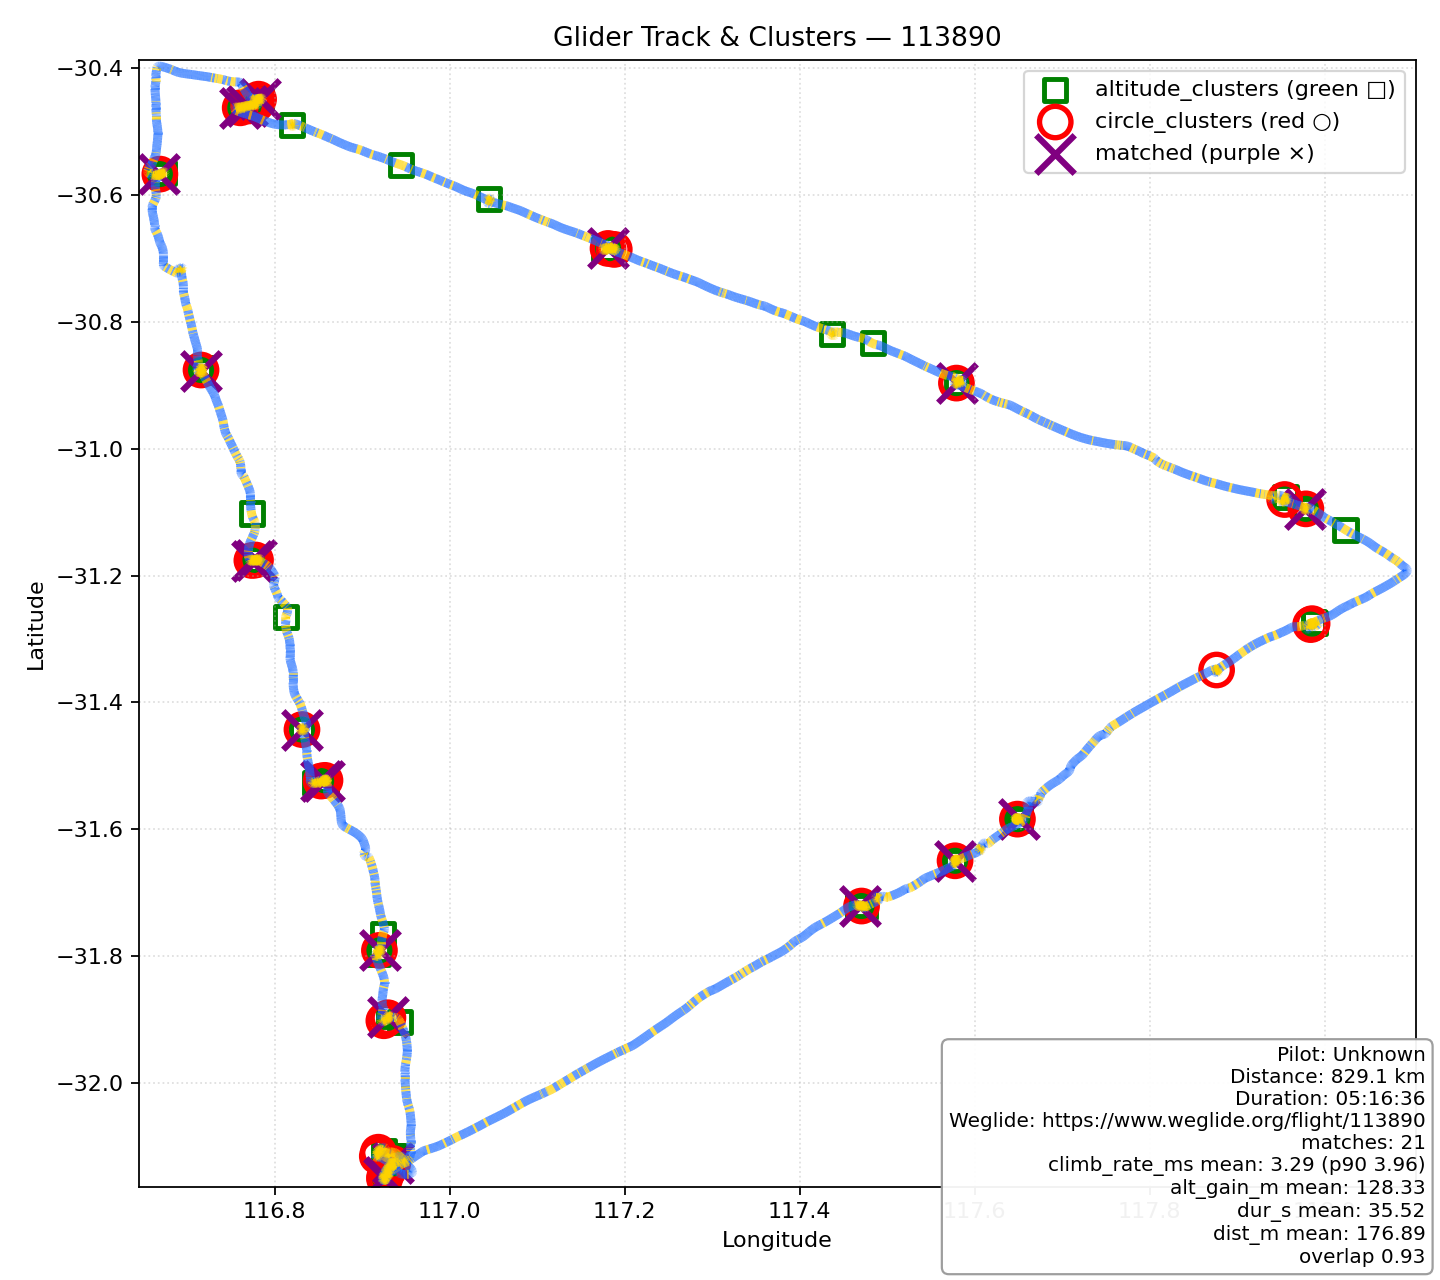 Glider Track & Clusters — 113890
altitude_clusters (green □)
circle_clusters (red ○)
matched (purple ×)
−30.4
−30.6
−30.8
−31.0
−31.2
−31.4
−31.6
−31.8
−32.0
Latitude
116.8
117.0
117.2
117.4
117.6
117.8
Longitude
Pilot: Unknown
Distance: 829.1 km
Duration: 05:16:36
Weglide: https://www.weglide.org/flight/113890
matches: 21
climb_rate_ms mean: 3.29 (p90 3.96)
alt_gain_m mean: 128.33
dur_s mean: 35.52
dist_m mean: 176.89
overlap 0.93